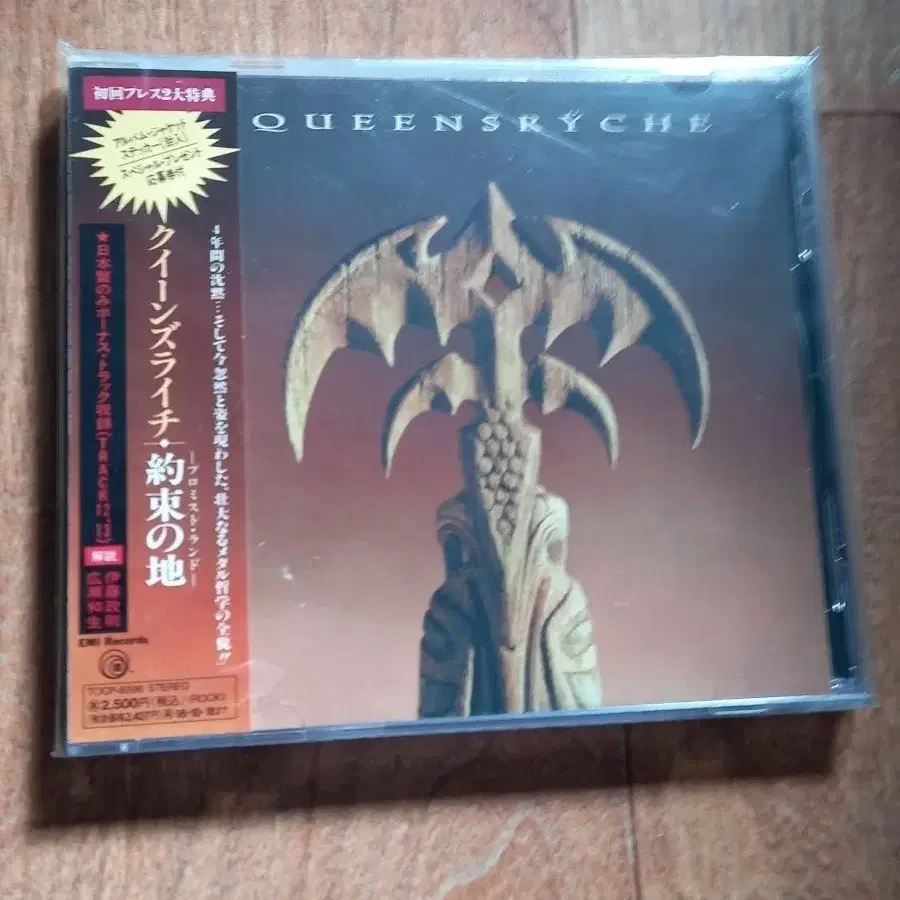 初回プレス2大特典
アルバム・ジャケット
ステッカー(封入)
スペシャル・プレゼント
応募券付
QUEENSRŸCHE
4年間の沈黙…そして今忽然と姿を現わした、壮大なるメタル哲学の全貌!!
クイーンズライチ・約束の地
―プロミスト・ランド―
★日本盤のみボーナス・トラック収録
解説
伊藤政則
広瀬和生
EMI Records
STEREO
2,500円(税込) (ROCK)